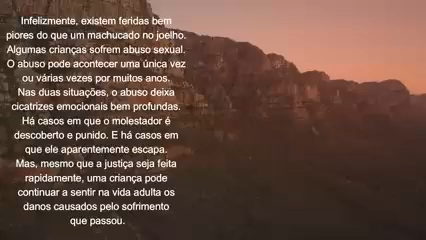 Infelizmente, existem feridas bem
piores do que um machucado no joelho.
Algumas crianças sofrem abuso sexual.
O abuso pode acontecer uma única vez
ou várias vezes por muitos anos.
Nas duas situações, o abuso deixa
cicatrizes emocionais bem profundas.
Há casos em que o molestador é
descoberto e punido. E há casos em
que ele aparentemente escapa.
Mas, mesmo que a justiça seja feita
rapidamente, uma criança pode
continuar a sentir na vida adulta os
danos causados pelo sofrimento
que passou.